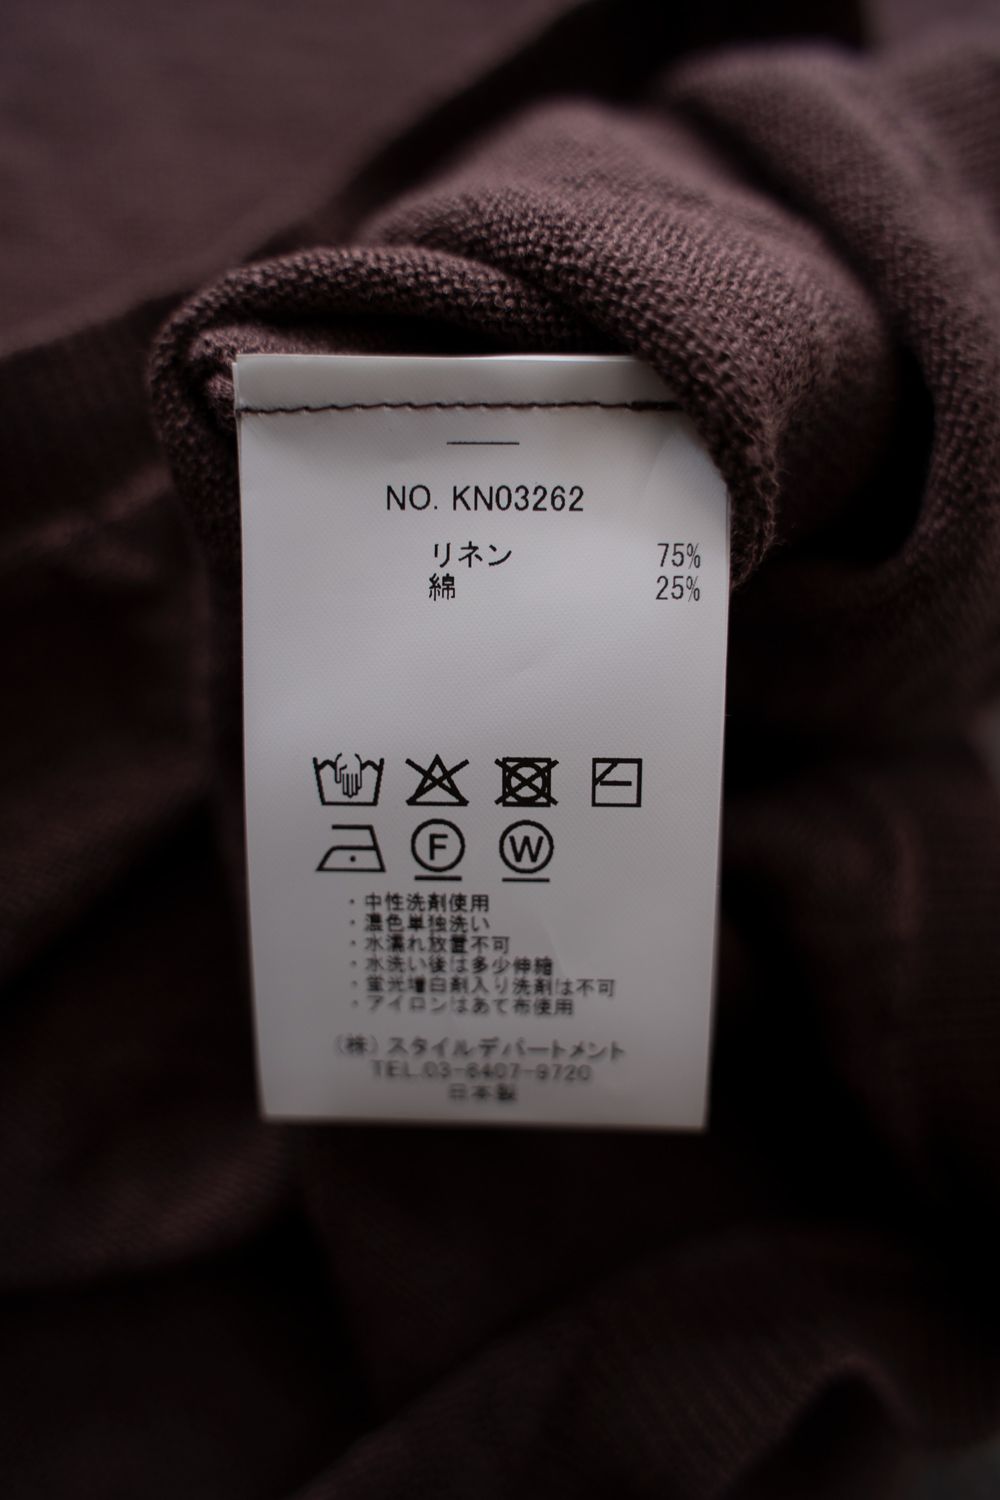 NO. KN03262
リネン 75%
綿 25%
F W
・中性洗剤使用
・濃色単独洗い
・水濡れ放置不可
・水洗い後は多少伸縮
・蛍光増白剤入り洗剤は不可
・アイロンはあて布使用
(株)スタイルデパートメント
TEL.03-6407-9720
日本製